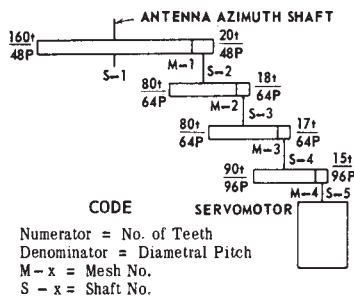 ANTENNA AZIMUTH SHAFT
160t
48P
20t
48P
M-1
S-1
S-2
80t
64P
18t
64P
M-2
S-3
80t
64P
17t
64P
M-3
S-4
90t
96P
15t
96P
M-4
S-5
CODE
SERVOMOTOR
Numerator = No. of Teeth
Denominator = Diametral Pitch
M-x = Mesh No.
S-x = Shaft No.